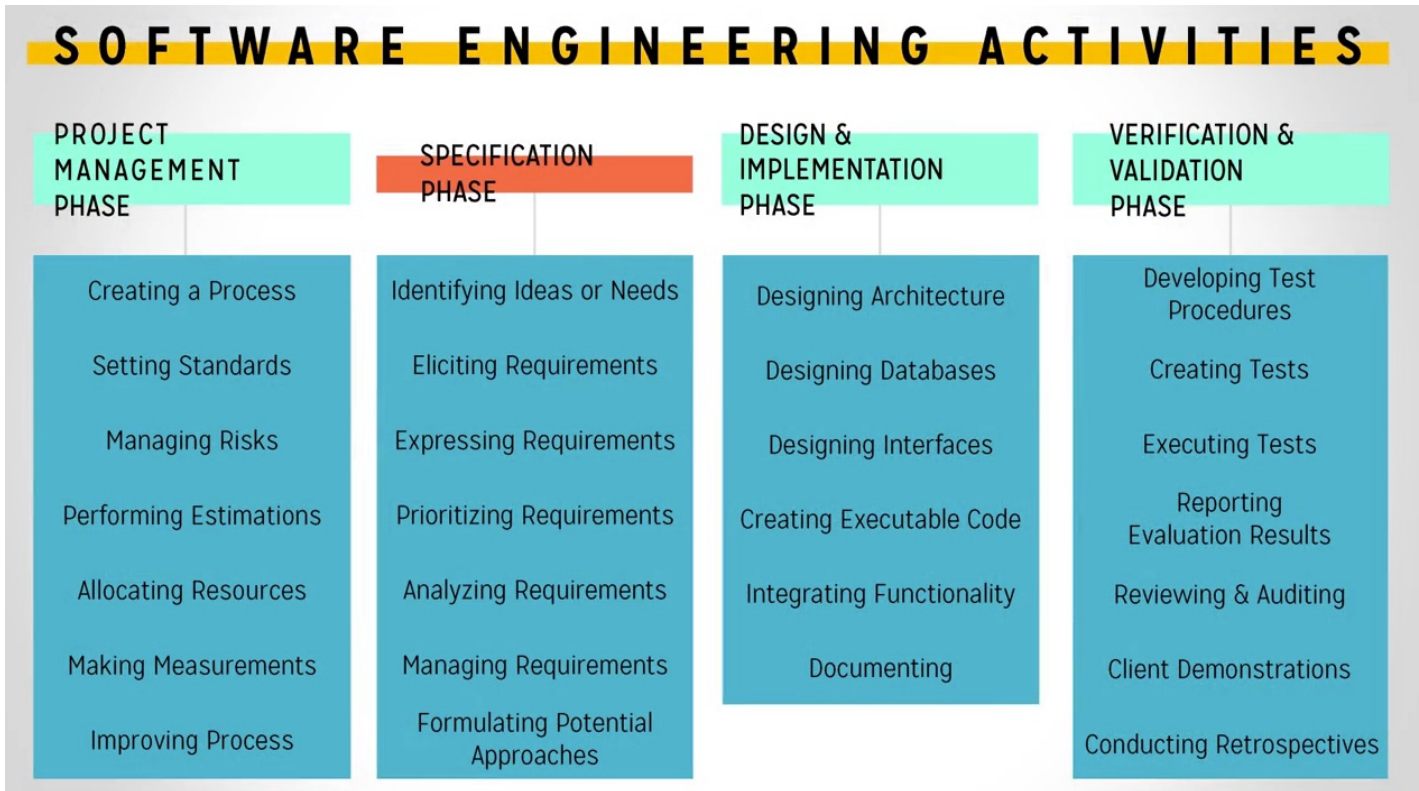 SOFTWARE ENGINEERING ACTIVITIES
PROJECT
MANAGEMENT
PHASE
Creating a Process
Setting Standards
Managing Risks
Performing Estimations
Allocating Resources
Making Measurements
Improving Process
SPECIFICATION
PHASE
Identifying Ideas or Needs
Eliciting Requirements
Expressing Requirements
Prioritizing Requirements
Analyzing Requirements
Managing Requirements
Formulating Potential
Approaches
DESIGN &
IMPLEMENTATION
PHASE
Designing Architecture
Designing Databases
Designing Interfaces
Creating Executable Code
Integrating Functionality
Documenting
VERIFICATION &
VALIDATION
PHASE
Developing Test
Procedures
Creating Tests
Executing Tests
Reporting
Evaluation Results
Reviewing & Auditing
Client Demonstrations
Conducting Retrospectives